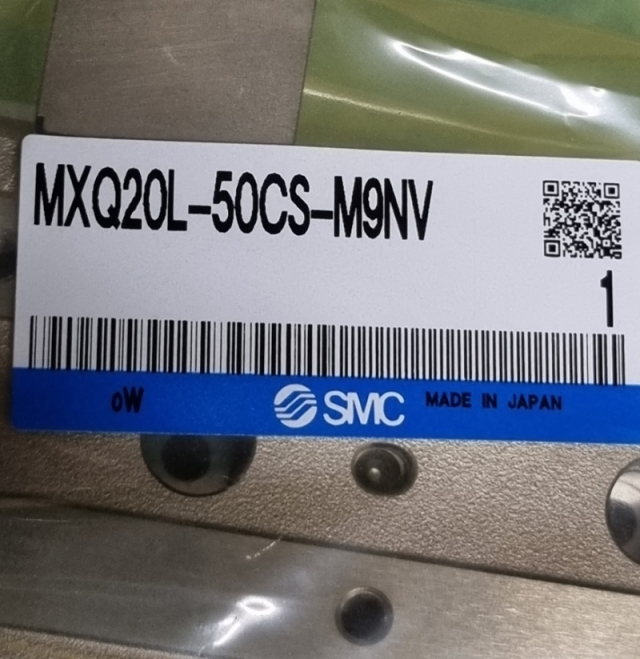 MXQ20L-50CS-M9NV
1
oW
SMC MADE IN JAPAN